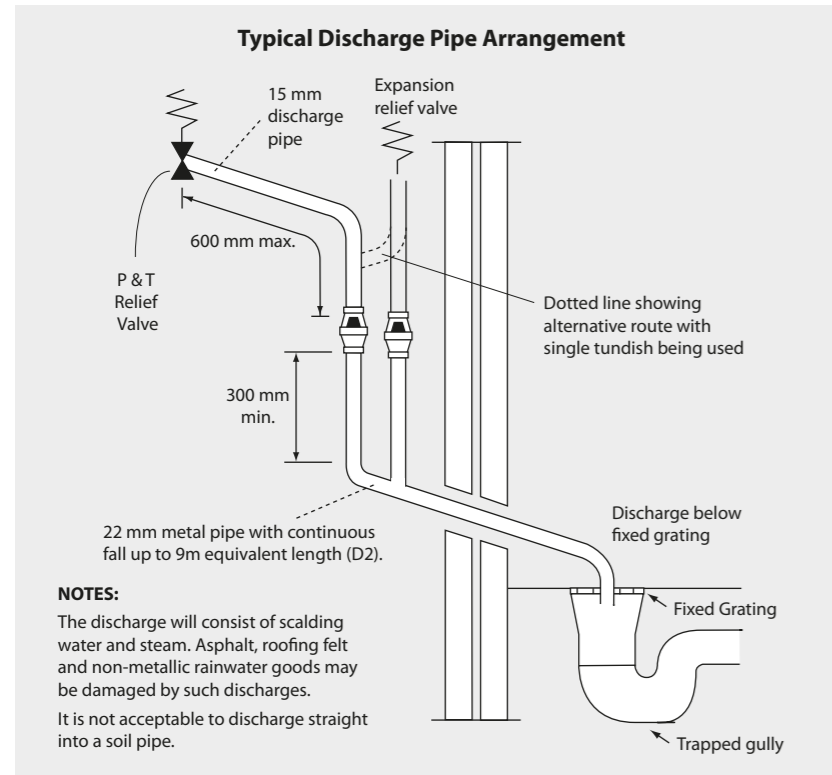 Typical Discharge Pipe Arrangement
15 mm
discharge
pipe
Expansion
relief valve
600 mm max.
P & T
Relief
Valve
Dotted line showing
alternative route with
single tundish being used
300 mm
min.
22 mm metal pipe with continuous
fall up to 9m equivalent length (D2).
Discharge below
fixed grating
Fixed Grating
Trapped gully
NOTES:
The discharge will consist of scalding
water and steam. Asphalt, roofing felt
and non-metallic rainwater goods may
be damaged by such discharges.
It is not acceptable to discharge straight
into a soil pipe.